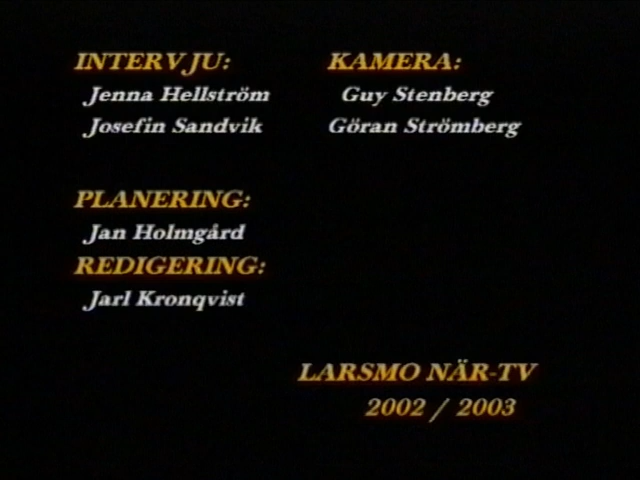 INTERVJU:
Jenna Hellström
Josefin Sandvik
KAMERA:
Guy Stenberg
Göran Strömberg
PLANERING:
Jan Holmgård
REDIGERING:
Jarl Kronqvist
LARSMO NÄR-TV
2002 / 2003